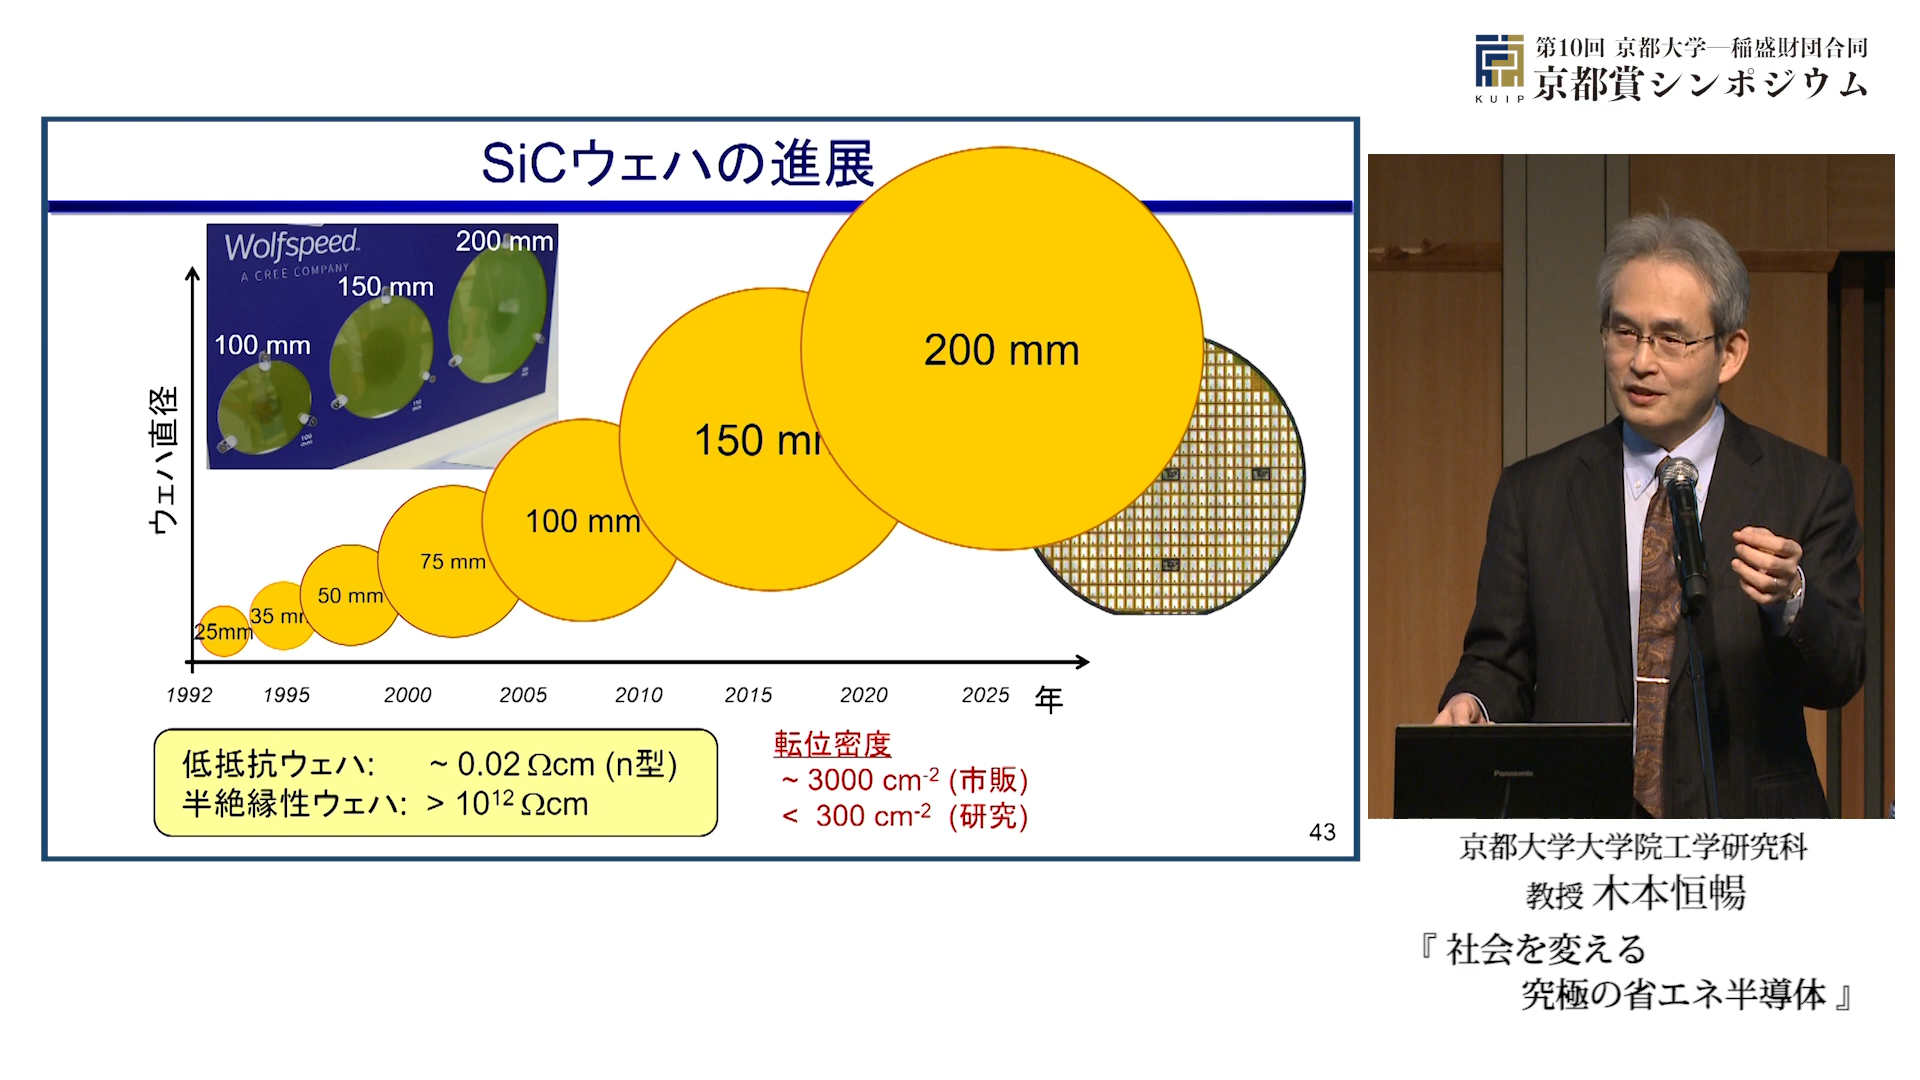 第10回 京都大学―稲盛財団合同
京都賞シンポジウム
KUIP
SiCウェハの進展
Wolfspeed
A CREE COMPANY
100 mm
150 mm
200 mm
ウェハ直径
25mm
35 mm
50 mm
75 mm
100 mm
150 mm
200 mm
1992 1995 2000 2005 2010 2015 2020 2025 年
低抵抗ウェハ: ~ 0.02 Ωcm (n型)
半絶縁性ウェハ: > 10¹² Ωcm
転位密度
~ 3000 cm⁻² (市販)
< 300 cm⁻² (研究)
43
Panasonic
京都大学大学院工学研究科
教授 木本恒暢
『 社会を変える
究極の省エネ半導体 』